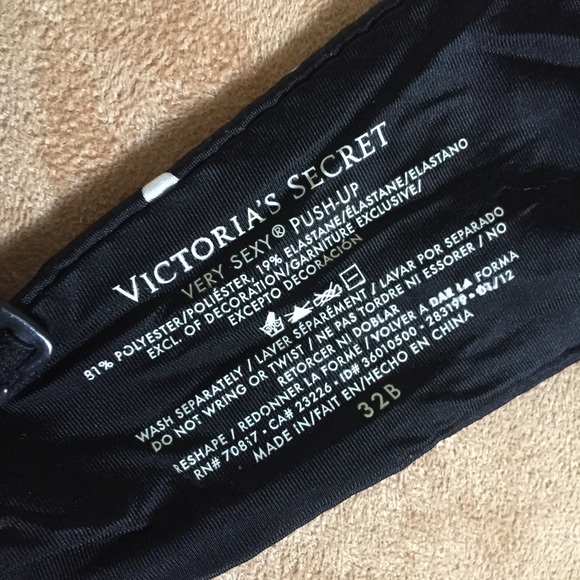 VICTORIA'S SECRET
VERY SEXY® PUSH-UP
81% POLYESTER/POLIÉSTER, 19% ELASTANE/ÉLASTANE/ELASTANO
EXCL. OF DECORATION/GARNITURE EXCLUSIVE/
EXCEPTO DECORACIÓN
WASH SEPARATELY / LAVER SÉPARÉMENT / LAVAR POR SEPARADO
DO NOT WRING OR TWIST / NE PAS TORDRE NI ESSORER / NO
RETORCER NI DOBLAR
RESHAPE / REDONNER LA FORME / VOLVER A DAR LA FORMA
RN# 70817 • CA# 23226 • ID# 36010500 • 283199 • 07/12
MADE IN/FAIT EN/HECHO EN CHINA
32B